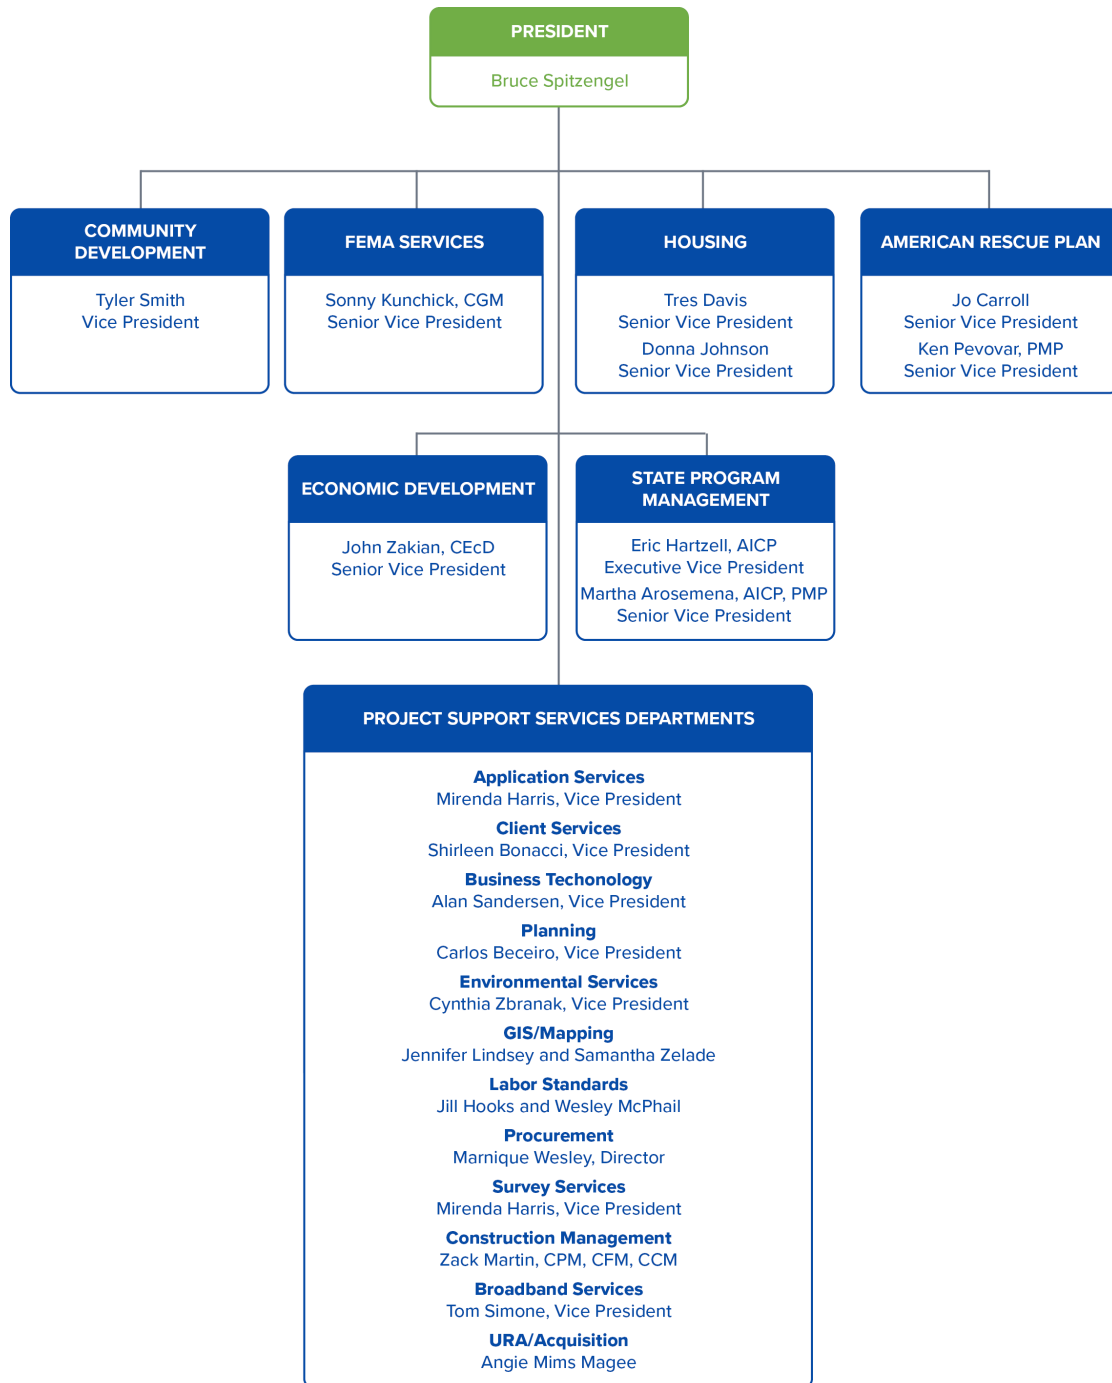 PRESIDENT
Bruce Spitzengel
COMMUNITY
DEVELOPMENT
Tyler Smith
Vice President
FEMA SERVICES
Sonny Kunchick, CGM
Senior Vice President
HOUSING
Tres Davis
Senior Vice President
Donna Johnson
Senior Vice President
AMERICAN RESCUE PLAN
Jo Carroll
Senior Vice President
Ken Pevovar, PMP
Senior Vice President
ECONOMIC DEVELOPMENT
John Zakian, CEcD
Senior Vice President
STATE PROGRAM
MANAGEMENT
Eric Hartzell, AICP
Executive Vice President
Martha Arosemena, AICP, PMP
Senior Vice President
PROJECT SUPPORT SERVICES DEPARTMENTS
Application Services
Mirenda Harris, Vice President
Client Services
Shirleen Bonacci, Vice President
Business Techonology
Alan Sandersen, Vice President
Planning
Carlos Beceiro, Vice President
Environmental Services
Cynthia Zbranak, Vice President
GIS/Mapping
Jennifer Lindsey and Samantha Zelade
Labor Standards
Jill Hooks and Wesley McPhail
Procurement
Marnique Wesley, Director
Survey Services
Mirenda Harris, Vice President
Construction Management
Zack Martin, CPM, CFM, CCM
Broadband Services
Tom Simone, Vice President
URA/Acquisition
Angie Mims Magee